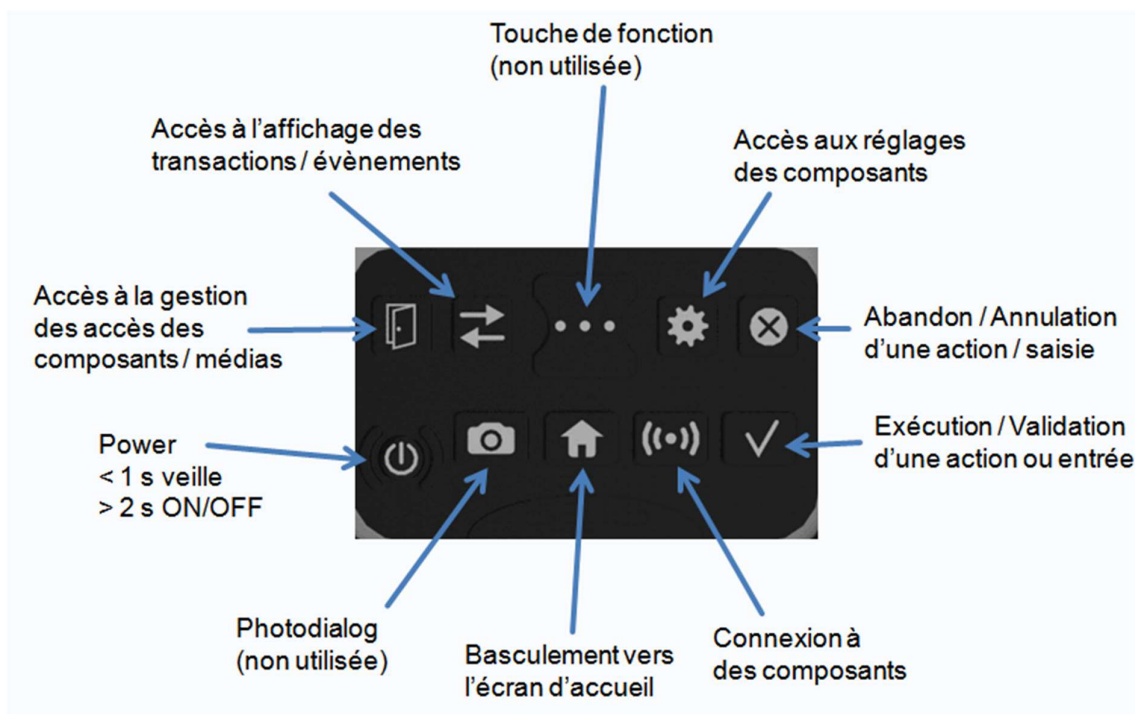 Touche de fonction
(non utilisée)
Accès à l’affichage des
transactions / évènements
Accès aux réglages
des composants
Accès à la gestion
des accès des
composants / médias
Abandon / Annulation
d’une action / saisie
Power
< 1 s veille
> 2 s ON/OFF
Exécution / Validation
d’une action ou entrée
Photodialog
(non utilisée)
Basculement vers
l’écran d’accueil
Connexion à
des composants